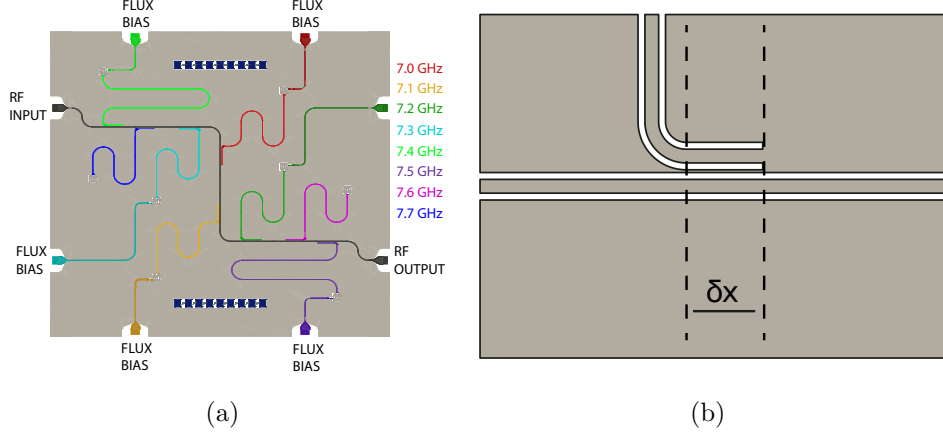 FLUX
BIAS
FLUX
BIAS
RF
INPUT
7.0 GHz
7.1 GHz
7.2 GHz
7.3 GHz
7.4 GHz
7.5 GHz
7.6 GHz
7.7 GHz
FLUX
BIAS
RF
OUTPUT
FLUX
BIAS
FLUX
BIAS
(a)
δx
(b)